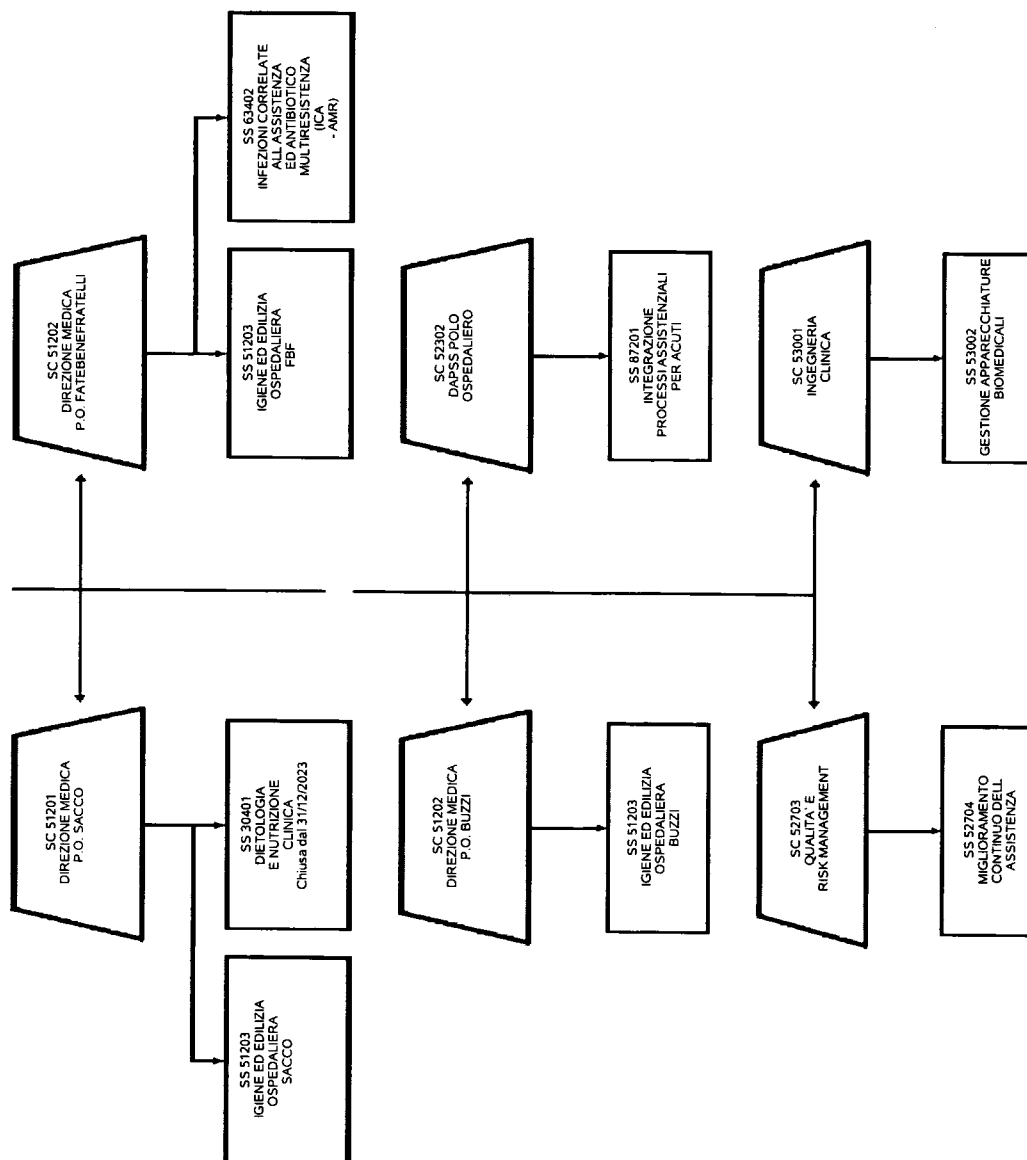 SC 51201
DIREZIONE MEDICA
P.O. SACCO
SS 51203
IGIENE ED EDILIZIA
OSPEDALIERA
SACCO
SS 30401
DIETOLOGIA
E NUTRIZIONE
CLINICA
Chiusa dal 31/12/2023
SC 51202
DIREZIONE MEDICA
P.O. FATEBENEFRATELLI
SS 51203
IGIENE ED EDILIZIA
OSPEDALIERA
FBF
SS 63402
INFEZIONI CORRELATE
ALL ASSISTENZA
ED ANTIBIOTICO
MULTIRESISTENZA
(ICA
- AMR)
SC 51202
DIREZIONE MEDICA
P.O. BUZZI
SS 51203
IGIENE ED EDILIZIA
OSPEDALIERA
BUZZI
SC 52302
DAPSS POLO
OSPEDALIERO
SS 87201
INTEGRAZIONE
PROCESSI ASSISTENZIALI
PER ACUTI
SC 52703
QUALITA' E
RISK MANAGEMENT
SS 52704
MIGLIORAMENTO
CONTINUO DELL
ASSISTENZA
SC 53001
INGEGNERIA
CLINICA
SS 53002
GESTIONE APPARECCHIATURE
BIOMEDICALI